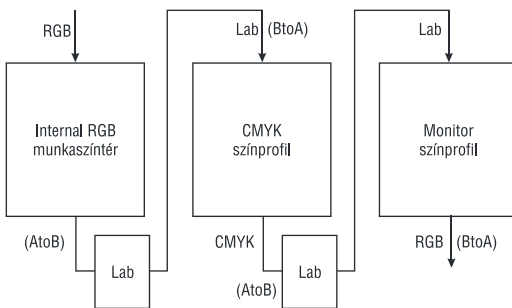 RGB
Lab (BtoA)
Lab
Internal RGB
munkaszíntér
CMYK
színprofil
Monitor
színprofil
(AtoB)
Lab
CMYK
(AtoB)
Lab
RGB (BtoA)